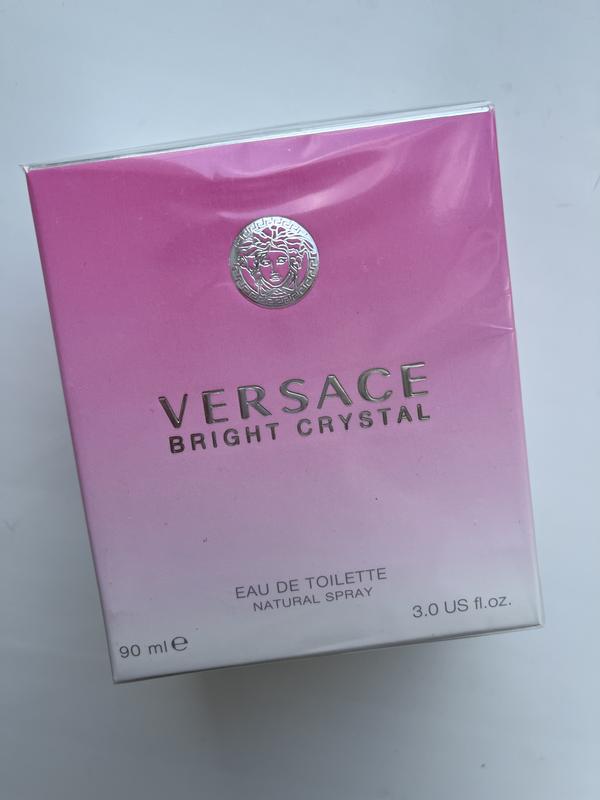 VERSACE
BRIGHT CRYSTAL
EAU DE TOILETTE
NATURAL SPRAY
90 ml ℮
3.0 US fl.oz.